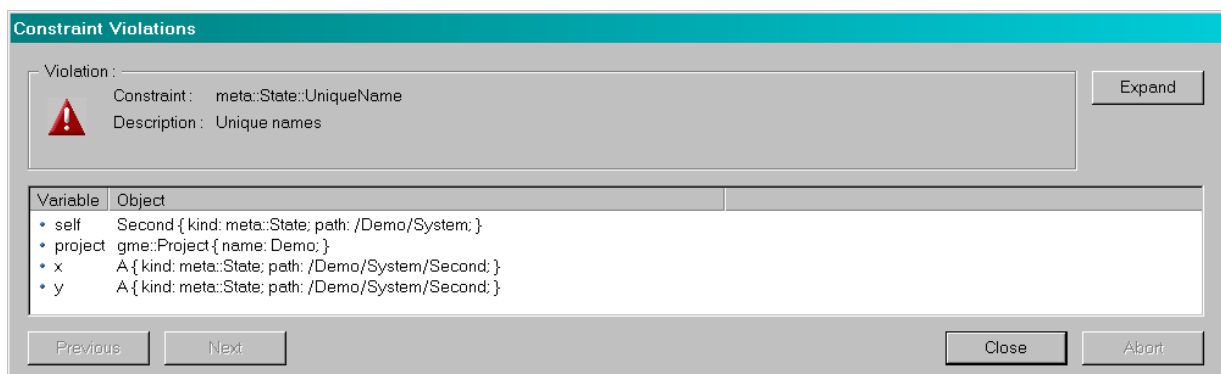 Constraint Violations
Violation :
Constraint : meta::State::UniqueName
Description : Unique names
Expand
Variable Object
self Second { kind: meta::State; path: /Demo/System; }
project gme::Project { name: Demo; }
x A { kind: meta::State; path: /Demo/System/Second; }
y A { kind: meta::State; path: /Demo/System/Second; }
Previous Next Close Abort